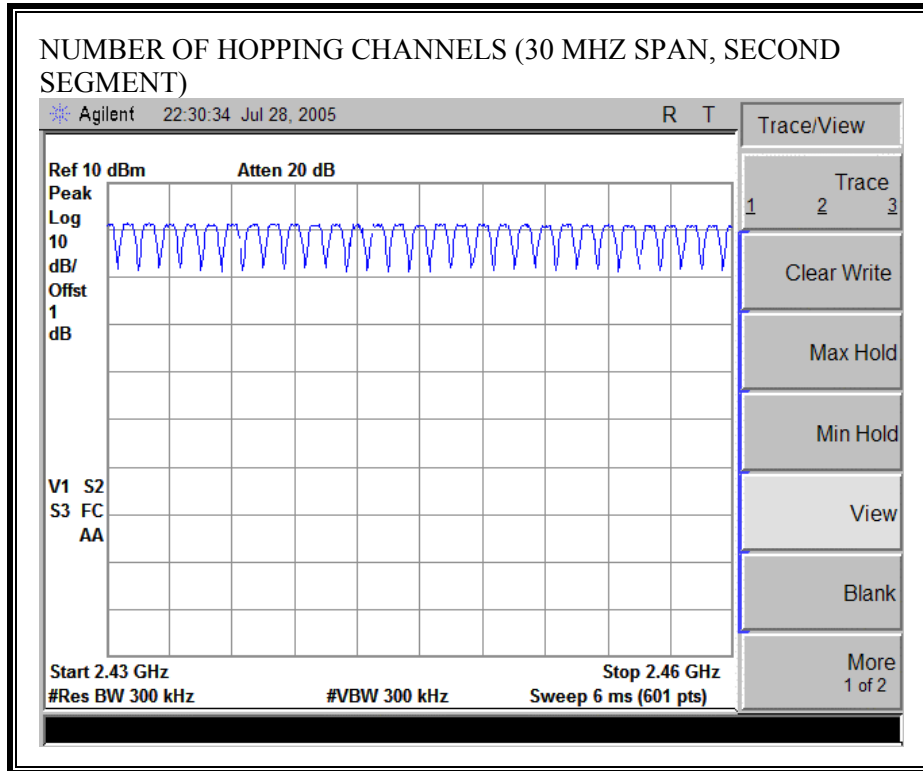 NUMBER OF HOPPING CHANNELS (30 MHZ SPAN, SECOND
SEGMENT)
Agilent 22:30:34 Jul 28, 2005 R T
Trace/View
Ref 10 dBm Atten 20 dB
Peak
Log
10
dB/
Offst
1
dB
V1 S2
S3 FC
AA
Start 2.43 GHz Stop 2.46 GHz
#Res BW 300 kHz #VBW 300 kHz Sweep 6 ms (601 pts)
Trace
1 2 3
Clear Write
Max Hold
Min Hold
View
Blank
More
1 of 2